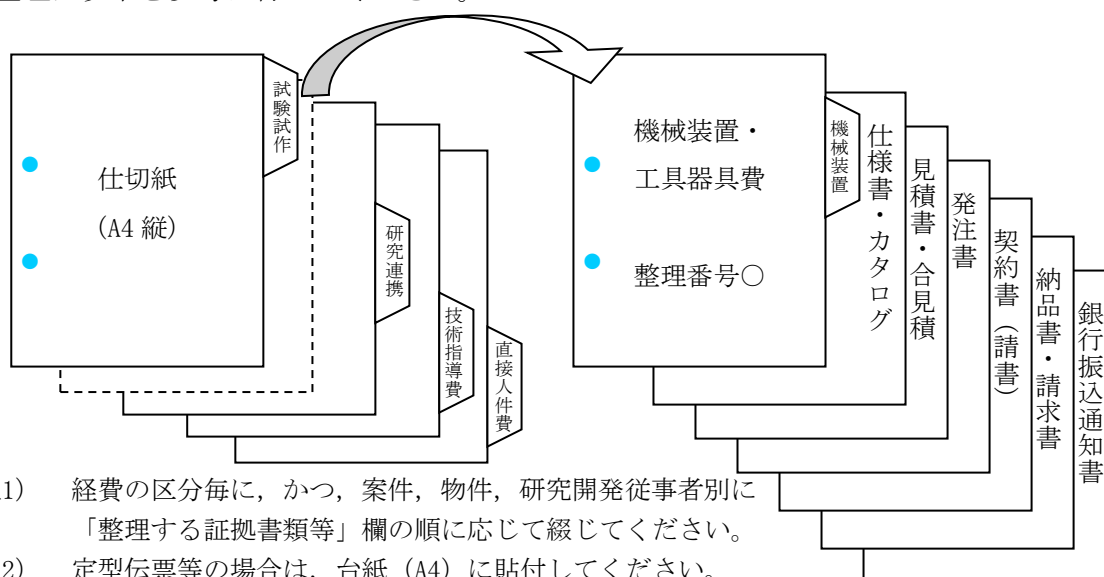 試験試作
仕切紙
(A4 縦)
研究連携
技術指導費
直接人件費
機械装置・
工具器具費
整理番号○
機械装置
仕様書・カタログ
見積書・合見積
発注書
契約書（請書）
納品書・請求書
銀行振込通知書
1) 経費の区分毎に，かつ，案件，物件，研究開発従事者別に
「整理する証拠書類等」欄の順に応じて綴じてください。
2) 定型伝票等の場合は，台紙（A4）に貼付してください。